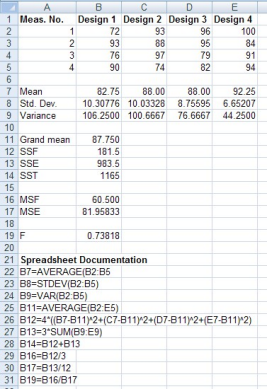 A B C D E
1 Meas. No. Design 1 Design 2 Design 3 Design 4
2 1 72 93 96 100
3 2 93 88 95 84
4 3 76 97 79 91
5 4 90 74 82 94
6
7 Mean 82.75 88.00 88.00 92.25
8 Std. Dev. 10.30776 10.03328 8.75595 6.65207
9 Variance 106.2500 100.6667 76.6667 44.2500
10
11 Grand mean 87.750
12 SSF 181.5
13 SSE 983.5
14 SST 1165
15
16 MSF 60.500
17 MSE 81.95833
18
19 F 0.73818
20
21 Spreadsheet Documentation
22 B7=AVERAGE(B2:B5
23 B8=STDEV(B2:B5)
24 B9=VAR(B2:B5)
25 B11=AVERAGE(B2:E5)
26 B12=4*((B7-B11)^2+(C7-B11)^2+(D7-B11)^2+(E7-B11)^2)
27 B13=3*SUM(B9:E9)
28 B14=B12+B13
29 B16=B12/3
30 B17=B13/12
31 B19=B16/B17